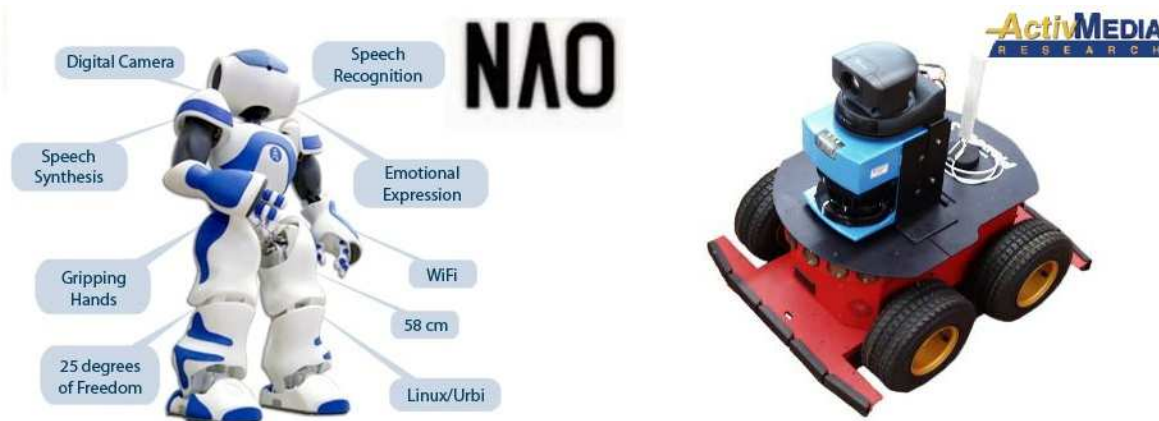 Digital Camera
Speech
Recognition
NAO
Speech
Synthesis
Emotional
Expression
Gripping
Hands
WiFi
58 cm
25 degrees
of Freedom
Linux/Urbi
ActivMEDIA
RESEARCH